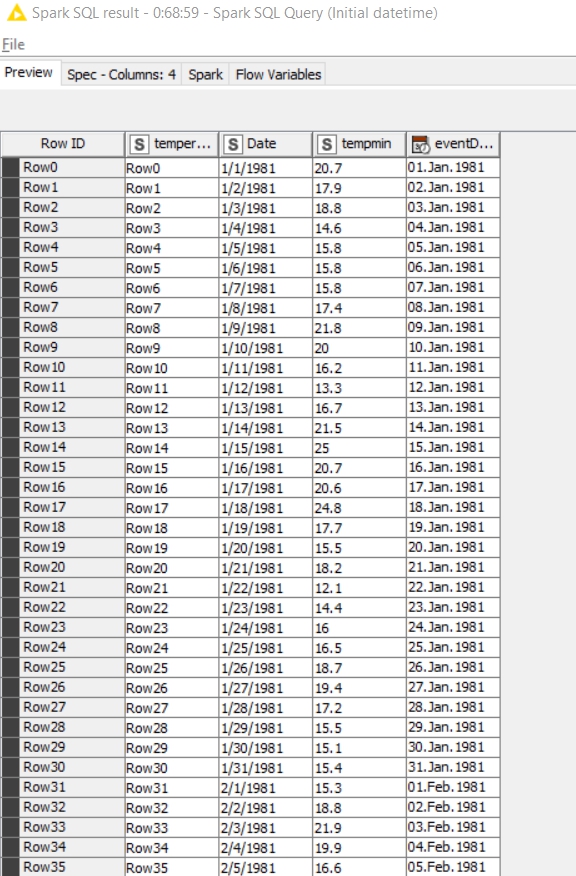 Spark SQL result - 0:68:59 - Spark SQL Query (Initial datetime)
File
Preview Spec - Columns: 4 Spark Flow Variables
Row ID S temper... S Date S tempmin eventD...
Row0 Row0 1/1/1981 20.7 01.Jan.1981
Row1 Row1 1/2/1981 17.9 02.Jan.1981
Row2 Row2 1/3/1981 18.8 03.Jan.1981
Row3 Row3 1/4/1981 14.6 04.Jan.1981
Row4 Row4 1/5/1981 15.8 05.Jan.1981
Row5 Row5 1/6/1981 15.8 06.Jan.1981
Row6 Row6 1/7/1981 15.8 07.Jan.1981
Row7 Row7 1/8/1981 17.4 08.Jan.1981
Row8 Row8 1/9/1981 21.8 09.Jan.1981
Row9 Row9 1/10/1981 20 10.Jan.1981
Row10 Row10 1/11/1981 16.2 11.Jan.1981
Row11 Row11 1/12/1981 13.3 12.Jan.1981
Row12 Row12 1/13/1981 16.7 13.Jan.1981
Row13 Row13 1/14/1981 21.5 14.Jan.1981
Row14 Row14 1/15/1981 25 15.Jan.1981
Row15 Row15 1/16/1981 20.7 16.Jan.1981
Row16 Row16 1/17/1981 20.6 17.Jan.1981
Row17 Row17 1/18/1981 24.8 18.Jan.1981
Row18 Row18 1/19/1981 17.7 19.Jan.1981
Row19 Row19 1/20/1981 15.5 20.Jan.1981
Row20 Row20 1/21/1981 18.2 21.Jan.1981
Row21 Row21 1/22/1981 12.1 22.Jan.1981
Row22 Row22 1/23/1981 14.4 23.Jan.1981
Row23 Row23 1/24/1981 16 24.Jan.1981
Row24 Row24 1/25/1981 16.5 25.Jan.1981
Row25 Row25 1/26/1981 18.7 26.Jan.1981
Row26 Row26 1/27/1981 19.4 27.Jan.1981
Row27 Row27 1/28/1981 17.2 28.Jan.1981
Row28 Row28 1/29/1981 15.5 29.Jan.1981
Row29 Row29 1/30/1981 15.1 30.Jan.1981
Row30 Row30 1/31/1981 15.4 31.Jan.1981
Row31 Row31 2/1/1981 15.3 01.Feb.1981
Row32 Row32 2/2/1981 18.8 02.Feb.1981
Row33 Row33 2/3/1981 21.9 03.Feb.1981
Row34 Row34 2/4/1981 19.9 04.Feb.1981
Row35 Row35 2/5/1981 16.6 05.Feb.1981